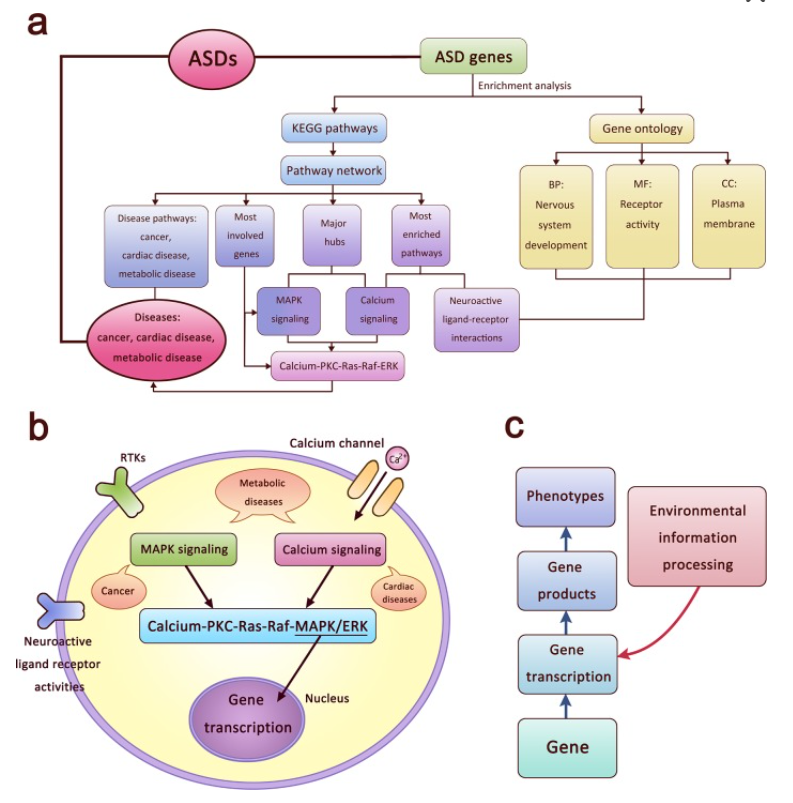 a
ASDs
ASD genes
Enrichment analysis
KEGG pathways
Gene ontology
Pathway network
BP:
Nervous
system
development
MF:
Receptor
activity
CC:
Plasma
membrane
Disease pathways:
cancer,
cardiac disease,
metabolic disease
Most
involved
genes
Major
hubs
Most
enriched
pathways
MAPK
signaling
Calcium
signaling
Neuroactive
ligand-receptor
interactions
Diseases:
cancer, cardiac disease,
metabolic disease
Calcium-PKC-Ras-Raf-ERK
b
RTKs
Calcium channel
Ca2+
Metabolic
diseases
MAPK signaling
Calcium signaling
Cancer
Cardiac
diseases
Calcium-PKC-Ras-Raf-MAPK/ERK
Neuroactive
ligand receptor
activities
Gene
transcription
Nucleus
c
Phenotypes
Environmental
information
processing
Gene
products
Gene
transcription
Gene